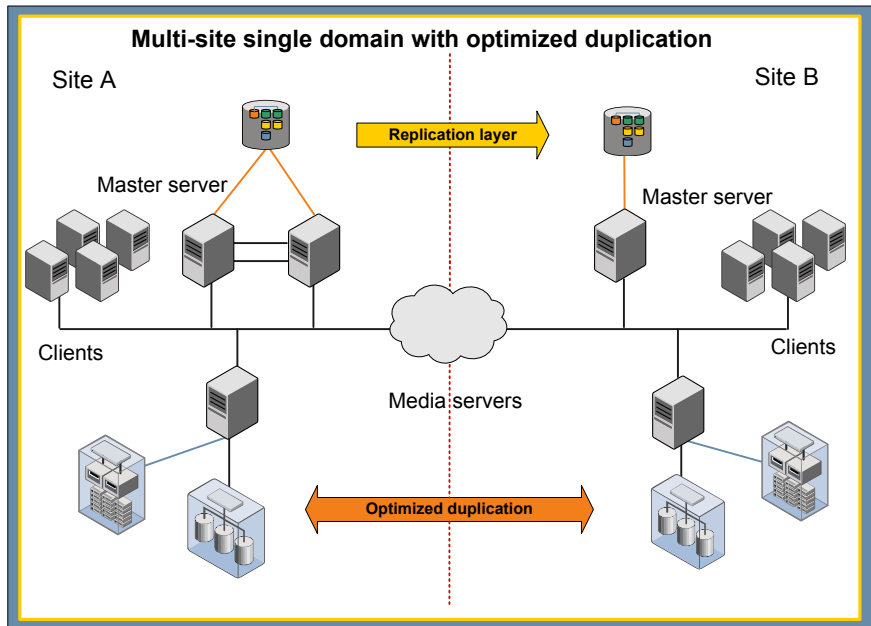 Multi-site single domain with optimized duplication
Site A
Site B
Replication layer
Master server
Master server
Clients
Clients
Media servers
Optimized duplication